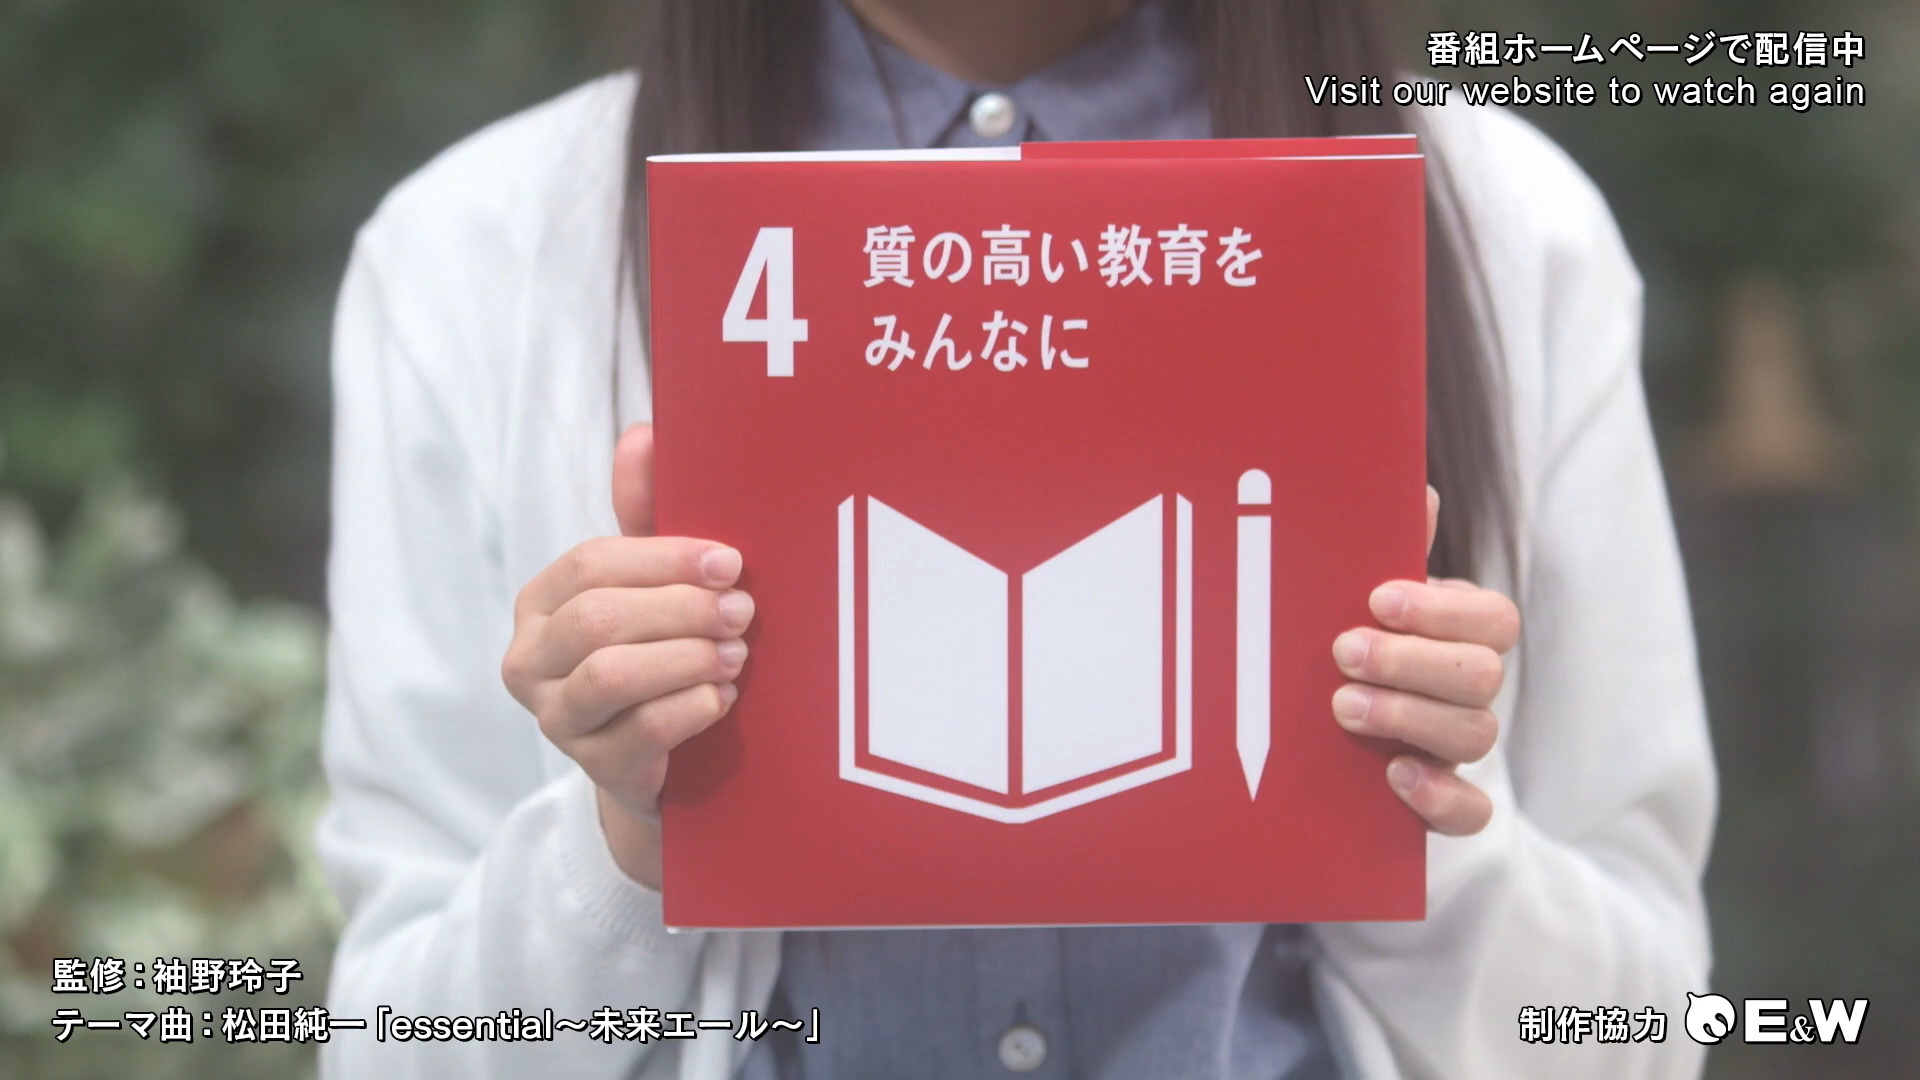 番組ホームページで配信中
Visit our website to watch again
4 質の高い教育を
みんなに
監修：袖野玲子
テーマ曲：松田純一「essential～未来エール～」
制作協力 E&W